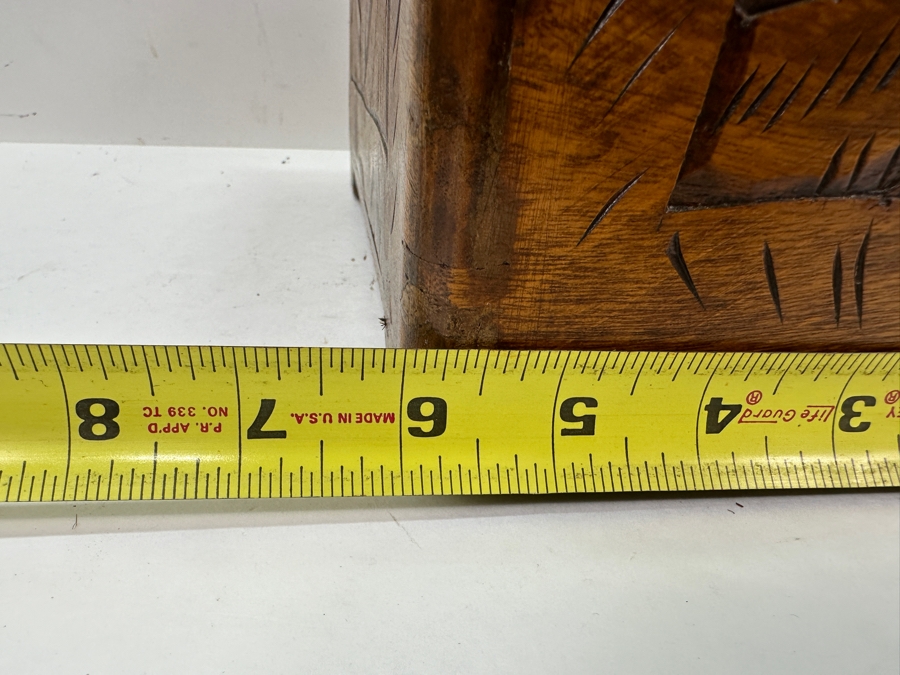 3
Life Guard®
4
5
6
MADE IN U.S.A.
7
P.R. APP'D
NO. 339 TC
8